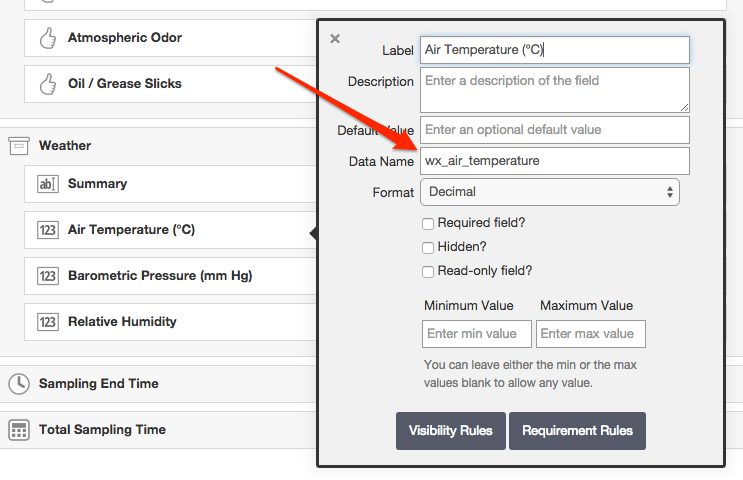 Atmospheric Odor
Oil / Grease Slicks
Weather
abI Summary
123 Air Temperature (°C)
123 Barometric Pressure (mm Hg)
123 Relative Humidity
Sampling End Time
Total Sampling Time
×
Label Air Temperature (°C)
Description Enter a description of the field
Default Value Enter an optional default value
Data Name wx_air_temperature
Format Decimal
Required field?
Hidden?
Read-only field?
Minimum Value Maximum Value
Enter min value Enter max value
You can leave either the min or the max
values blank to allow any value.
Visibility Rules Requirement Rules